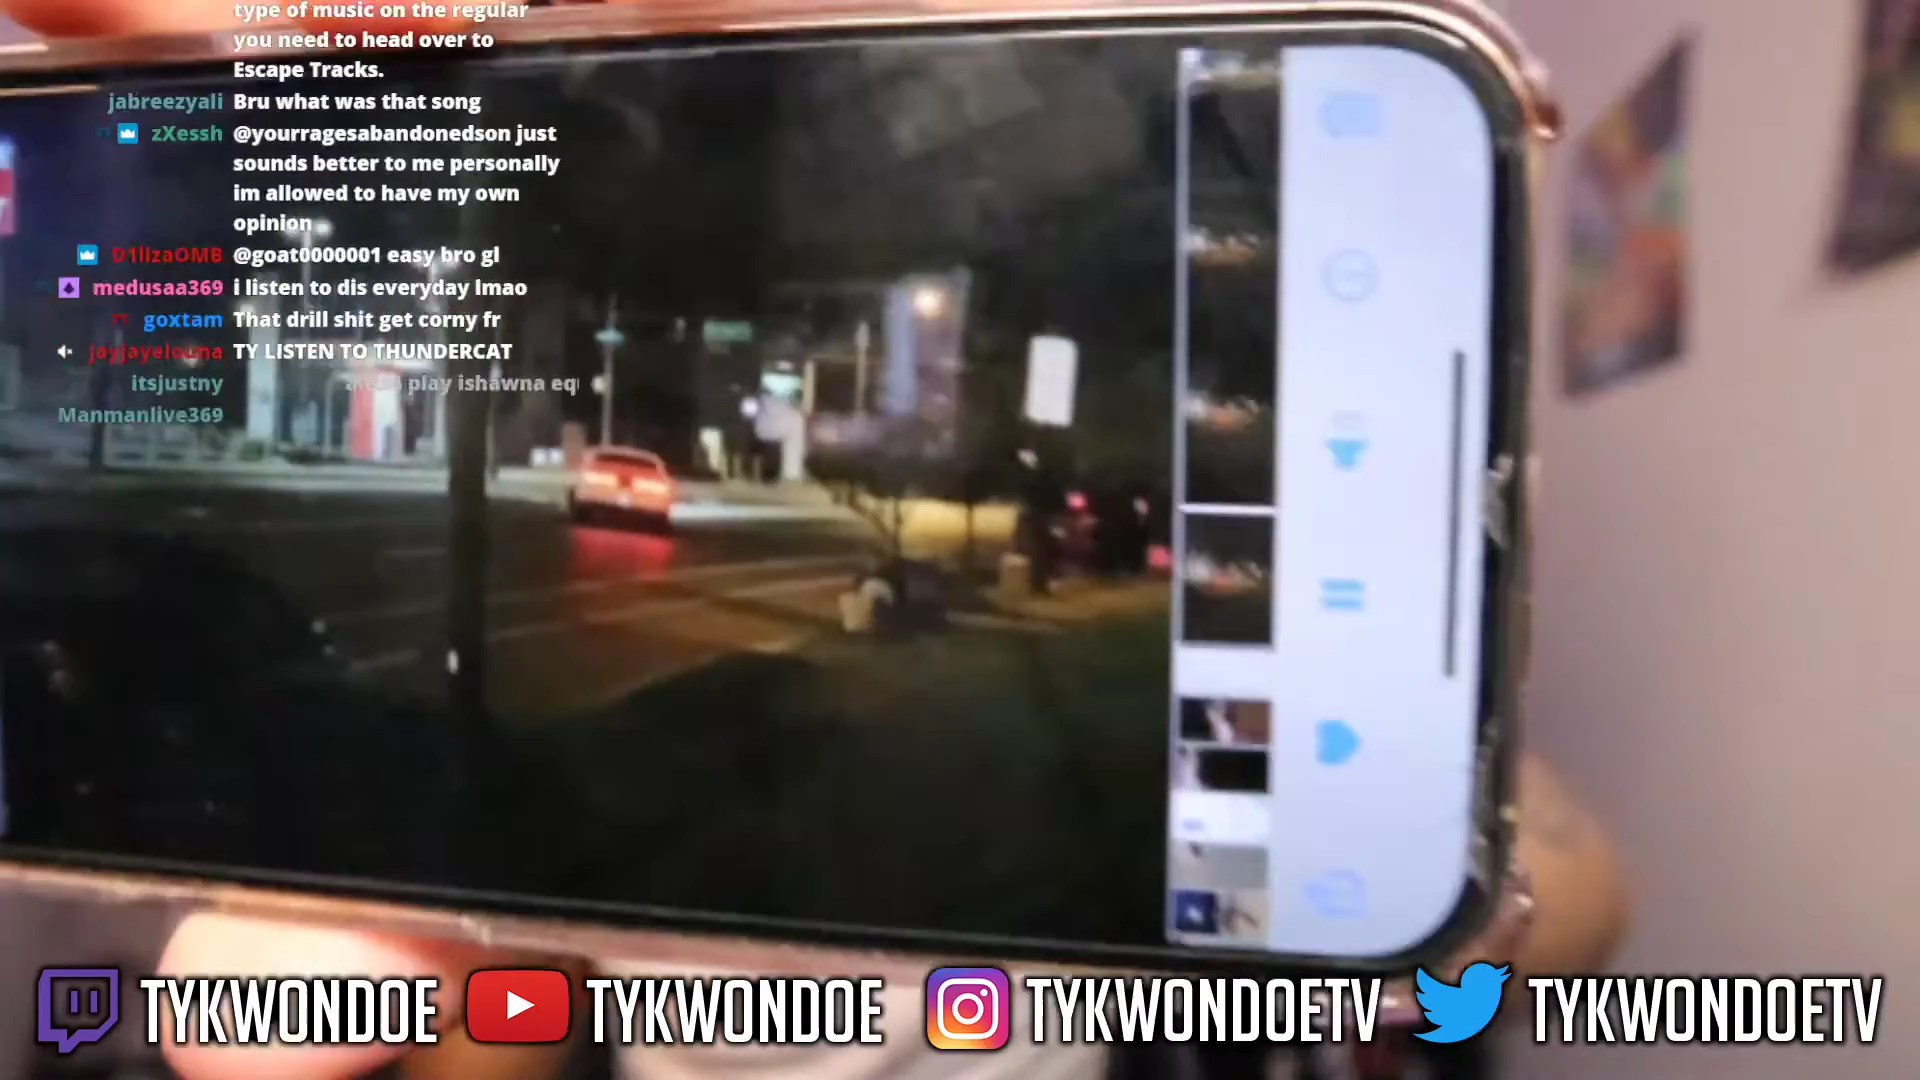 type of music on the regular
you need to head over to
Escape Tracks.
jabreezyali Bru what was that song
zXessh @yourragesabandonedson just
sounds better to me personally
im allowed to have my own
opinion
D1llzaOMB @goat0000001 easy bro gl
medusaa369 i listen to dis everyday lmao
goxtam That drill shit get corny fr
jayjayelouna TY LISTEN TO THUNDERCAT
itsjustny play ishawna
Manmanlive369
TYKWONDOE TYKWONDOE TYKWONDOETV TYKWONDOETV